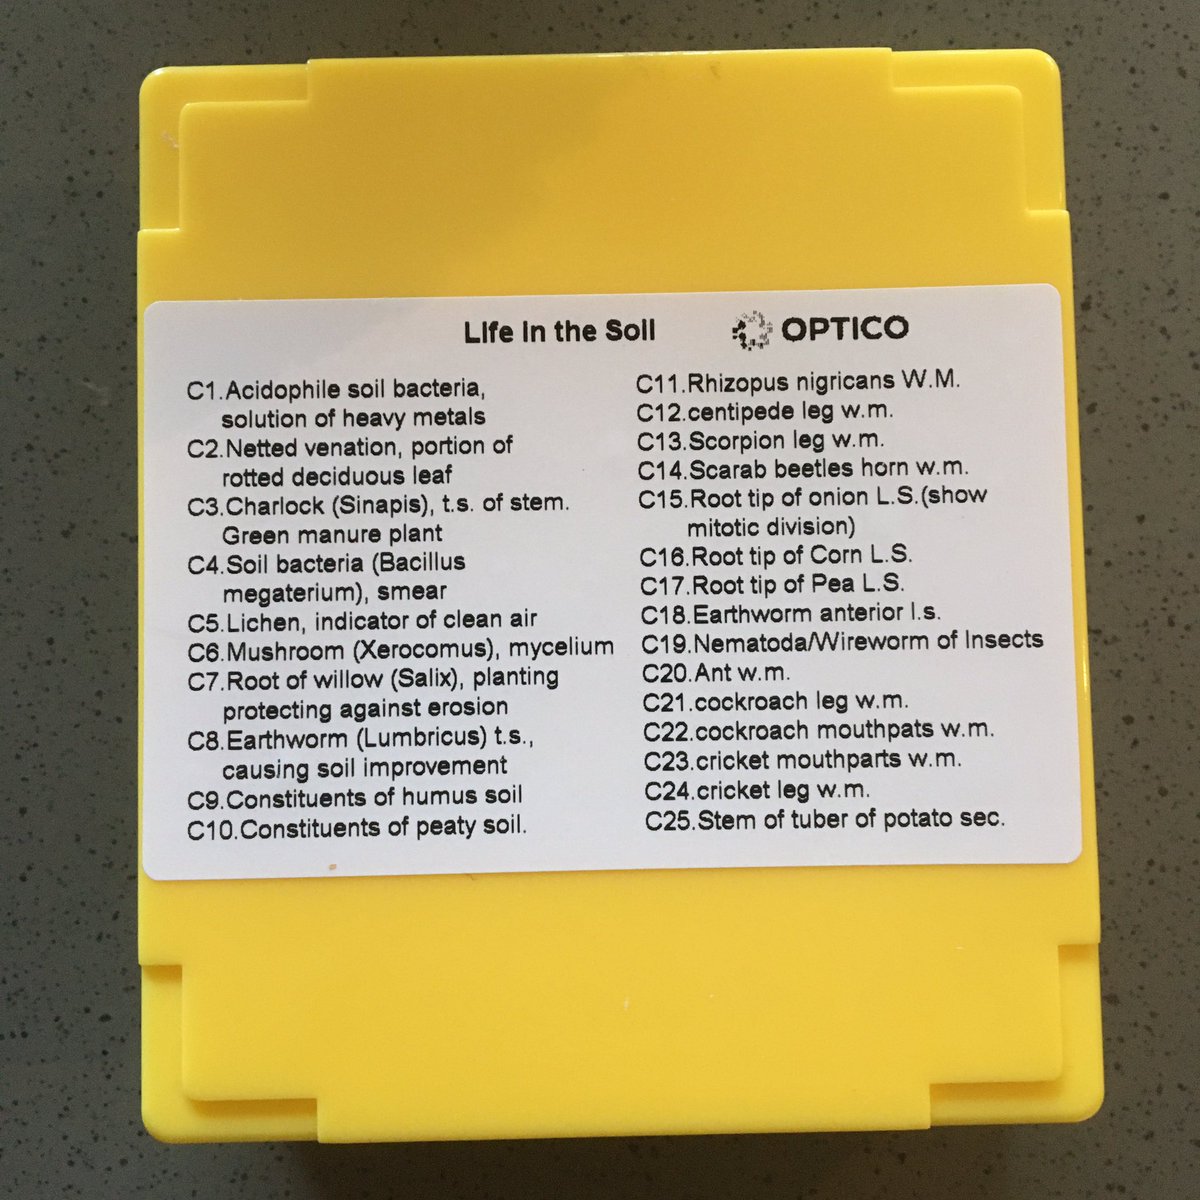 Life in the Soil
OPTICO
C1.Acidophile soil bacteria,
solution of heavy metals
C2.Netted venation, portion of
rotted deciduous leaf
C3.Charlock (Sinapis), t.s. of stem.
Green manure plant
C4.Soil bacteria (Bacillus
megaterium), smear
C5.Lichen, indicator of clean air
C6.Mushroom (Xerocomus), mycelium
C7.Root of willow (Salix), planting
protecting against erosion
C8.Earthworm (Lumbricus) t.s.,
causing soil improvement
C9.Constituents of humus soil
C10.Constituents of peaty soil.
C11.Rhizopus nigricans W.M.
C12.centipede leg w.m.
C13.Scorpion leg w.m.
C14.Scarab beetles horn w.m.
C15.Root tip of onion L.S.(show
mitotic division)
C16.Root tip of Corn L.S.
C17.Root tip of Pea L.S.
C18.Earthworm anterior l.s.
C19.Nematoda/Wireworm of Insects
C20.Ant w.m.
C21.cockroach leg w.m.
C22.cockroach mouthpats w.m.
C23.cricket mouthparts w.m.
C24.cricket leg w.m.
C25.Stem of tuber of potato sec.